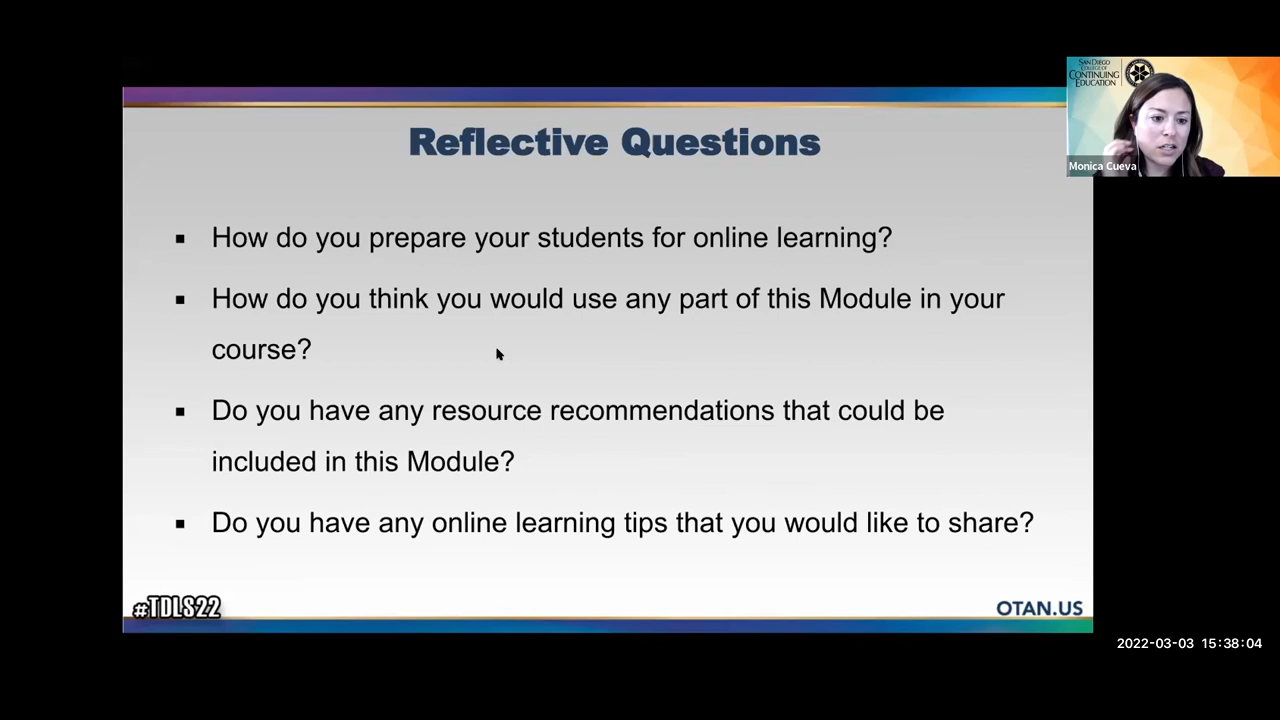 Reflective Questions
▪ How do you prepare your students for online learning?
▪ How do you think you would use any part of this Module in your
course?
▪ Do you have any resource recommendations that could be
included in this Module?
▪ Do you have any online learning tips that you would like to share?
#TDLS22
OTAN.US
SAN DIEGO
COLLEGE OF
CONTINUING
EDUCATION
Monica Cueva
2022-03-03 15:38:04